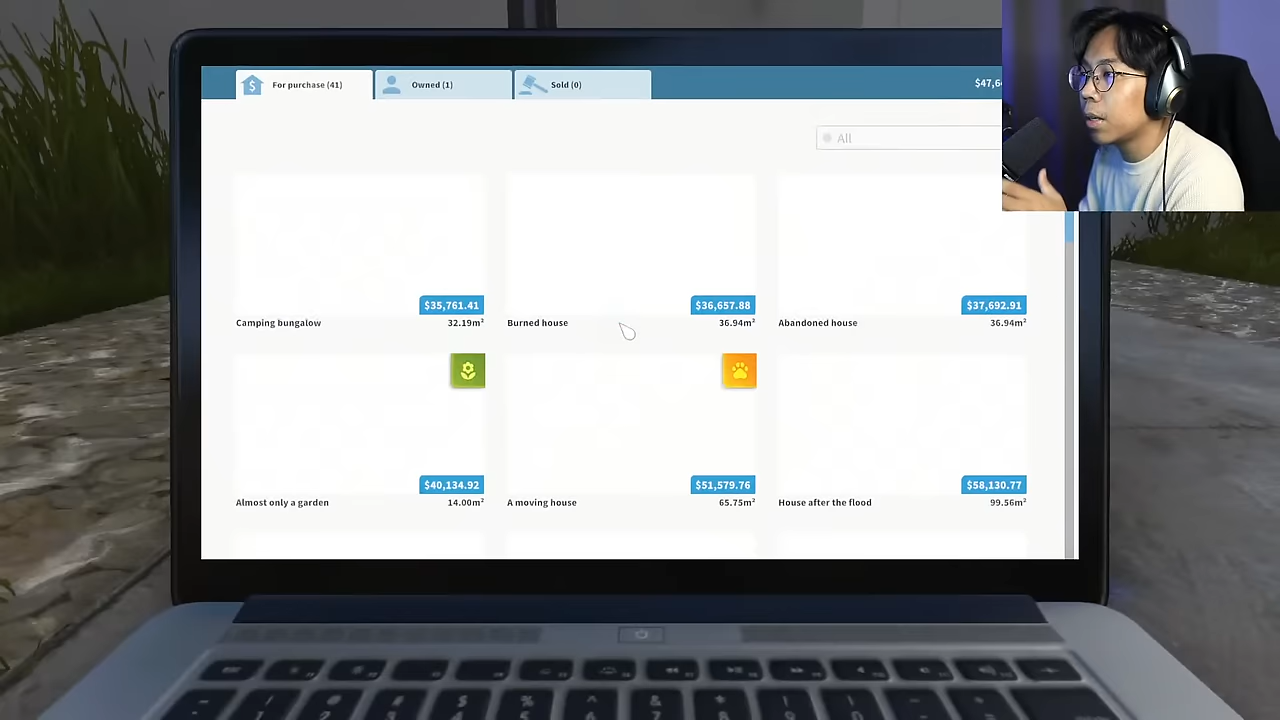 For purchase (41)
Owned (1)
Sold (0)
$47,6
All
$35,761.41
$36,657.88
$37,692.91
Camping bungalow
32.19m²
Burned house
36.94m²
Abandoned house
36.94m²
$40,134.92
$51,579.76
$58,130.77
Almost only a garden
14.00m²
A moving house
65.75m²
House after the flood
99.56m²